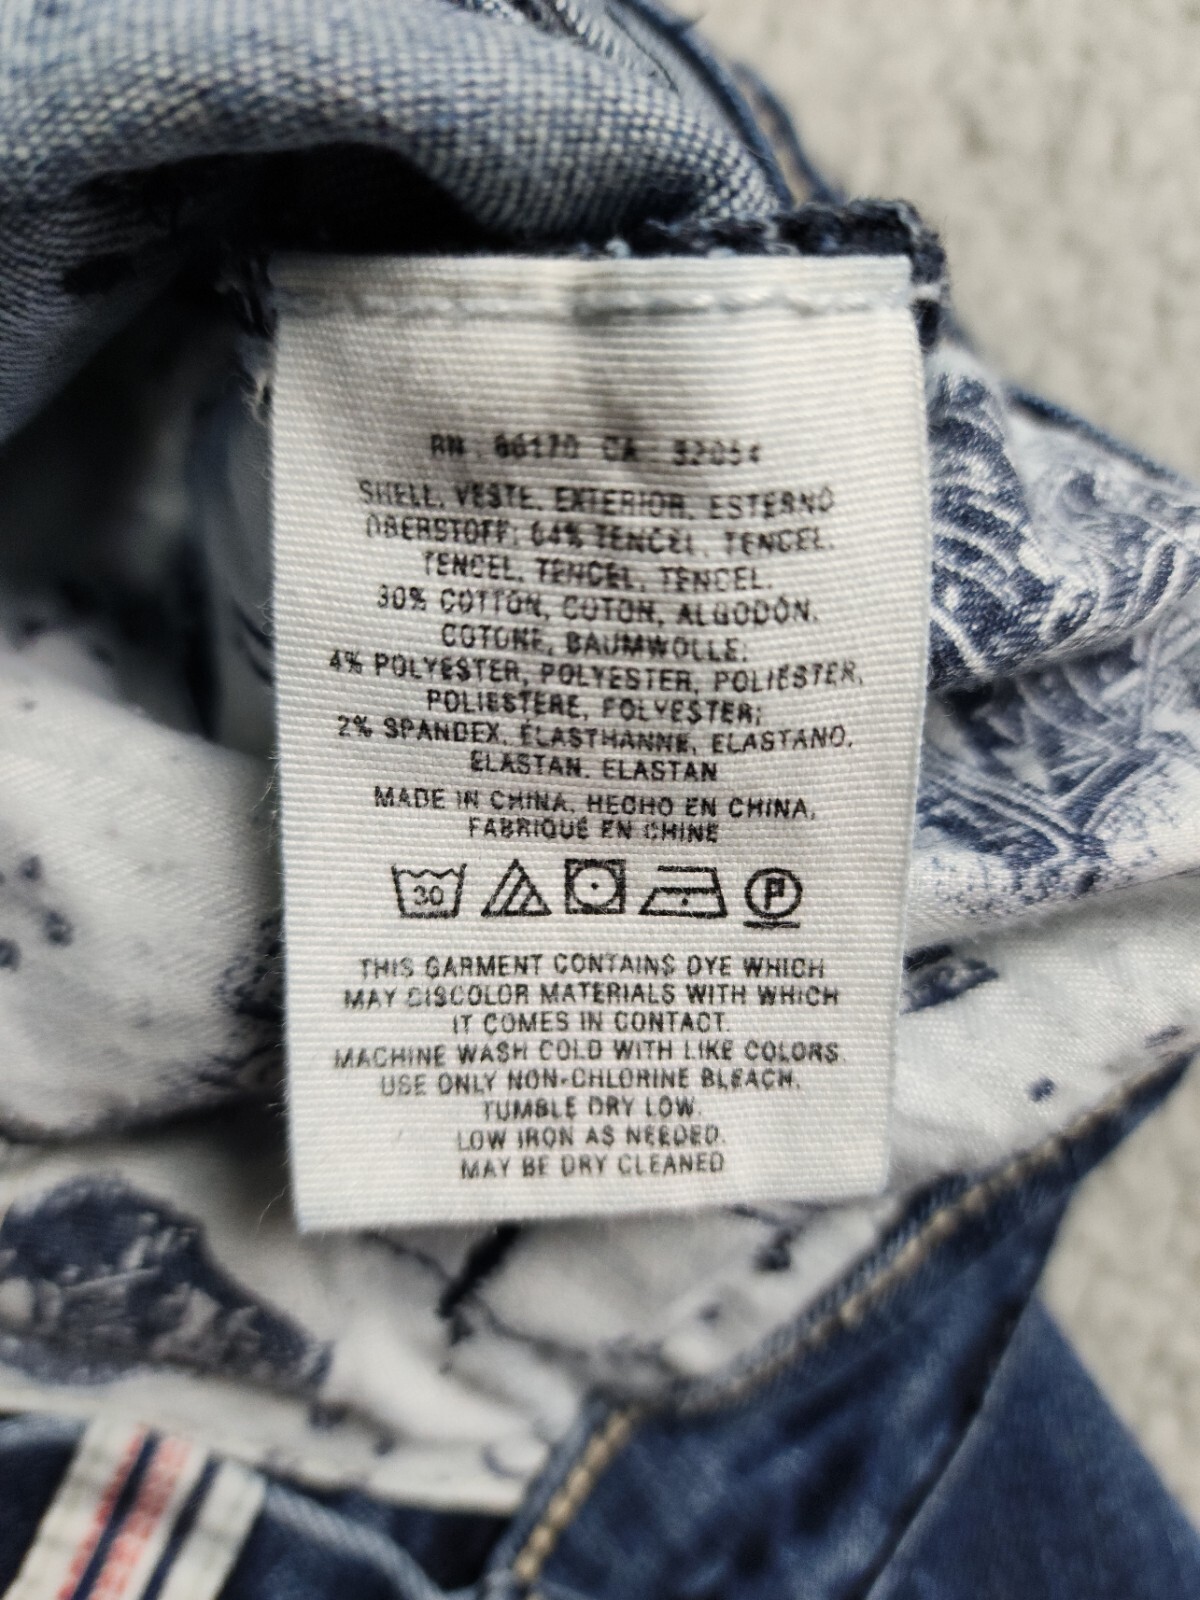 RN 86170 CA 32054
SHELL, VESTE, EXTERIOR, ESTERNO
OBERSTOFF: 64% TENCEL, TENCEL,
TENCEL, TENCEL, TENCEL.
30% COTTON, COTON, ALGODÓN,
COTONE, BAUMWOLLE;
4% POLYESTER, POLYESTER, POLIÉSTER,
POLIESTERE, POLYESTER;
2% SPANDEX, ÉLASTHANNE, ELASTANO,
ELASTAN, ELASTAN
MADE IN CHINA, HECHO EN CHINA,
FABRIQUÉ EN CHINE
30 P
THIS GARMENT CONTAINS DYE WHICH
MAY DISCOLOR MATERIALS WITH WHICH
IT COMES IN CONTACT.
MACHINE WASH COLD WITH LIKE COLORS.
USE ONLY NON-CHLORINE BLEACH.
TUMBLE DRY LOW.
LOW IRON AS NEEDED.
MAY BE DRY CLEANED